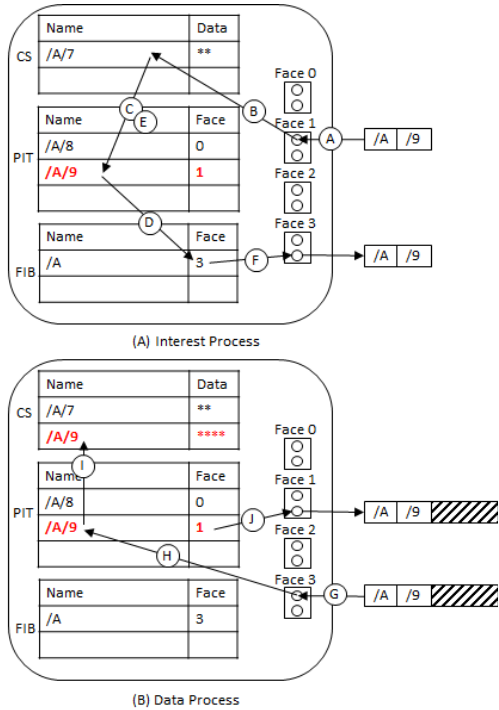 Name Data
CS /A/7 **
Face 0
B
C
E
Name Face
Face 1
A /A /9
/A/8 0
PIT /A/9 1
Face 2
D
Face 3
Name Face
/A 3 F /A /9
FIB
(A) Interest Process
Name Data
/A/7 **
CS /A/9 ****
Face 0
I
Name Face
Face 1
/A/8 0
PIT /A/9 1 J /A /9
Face 2
H
Face 3
Name Face G /A /9
/A 3
FIB
(B) Data Process